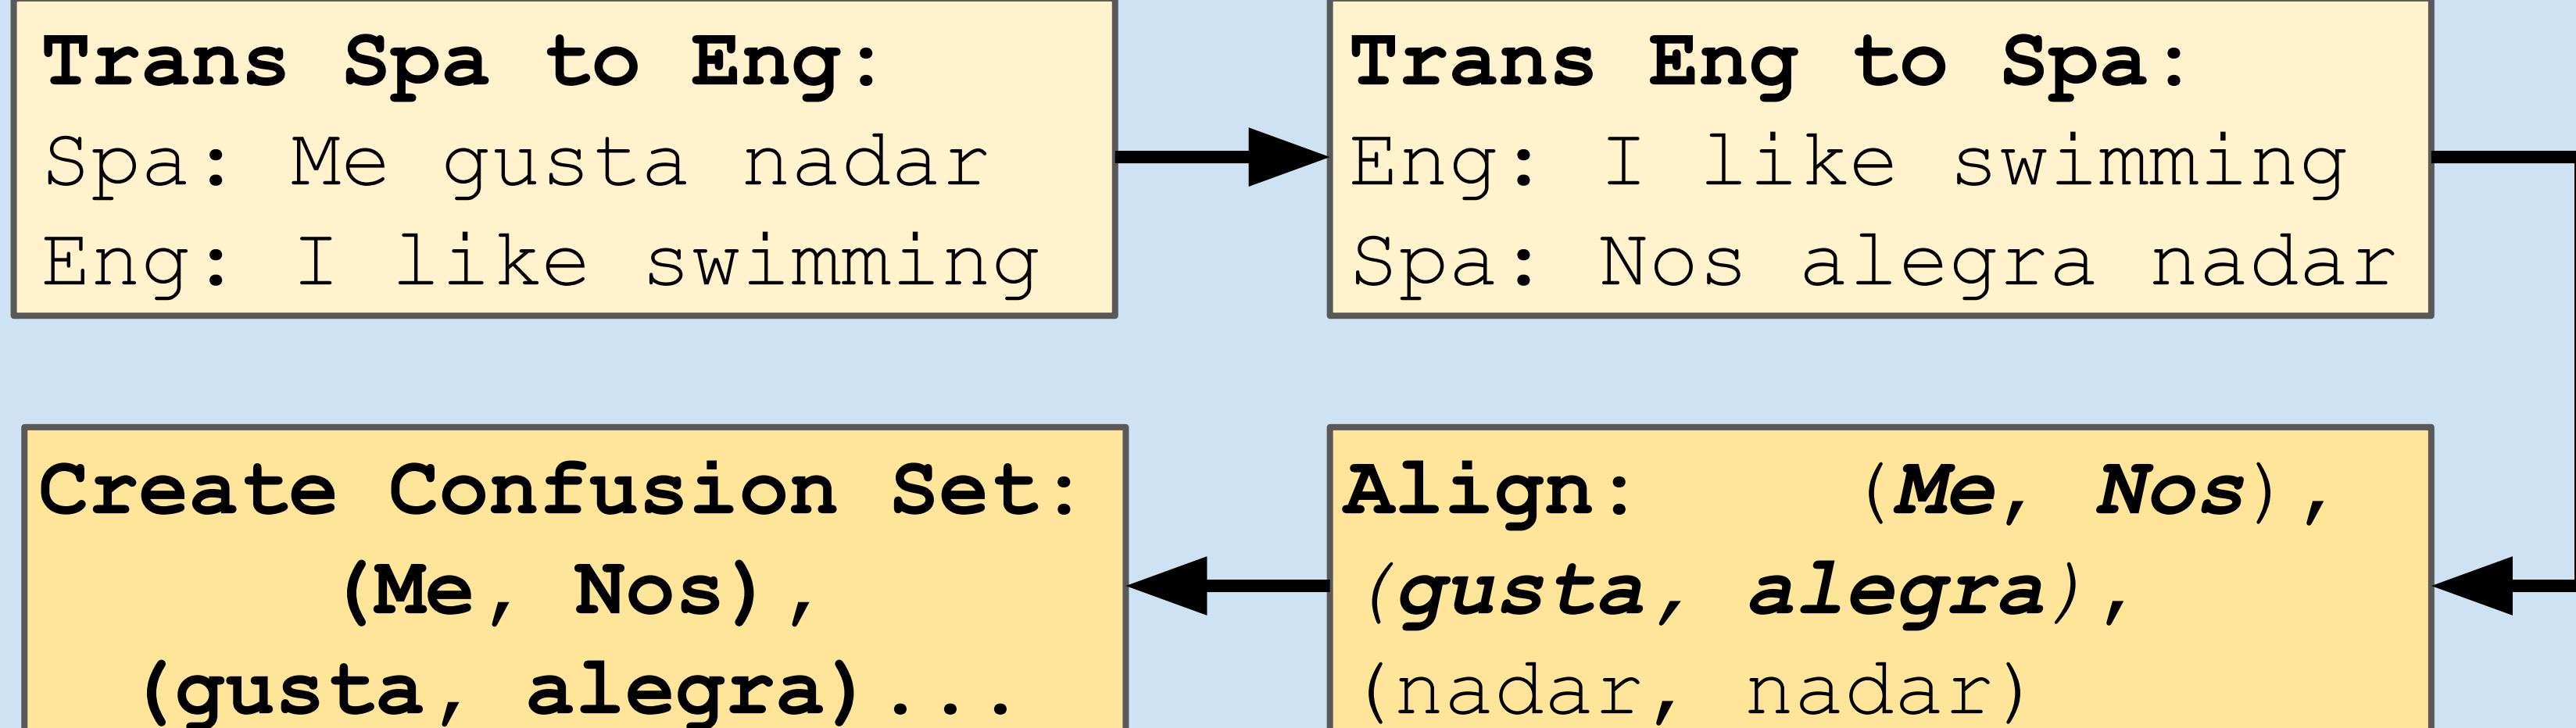 Trans Spa to Eng:
Spa: Me gusta nadar
Eng: I like swimming
Trans Eng to Spa:
Eng: I like swimming
Spa: Nos alegra nadar
Align: (Me, Nos),
(gusta, alegra),
(nadar, nadar)
Create Confusion Set:
(Me, Nos),
(gusta, alegra)...